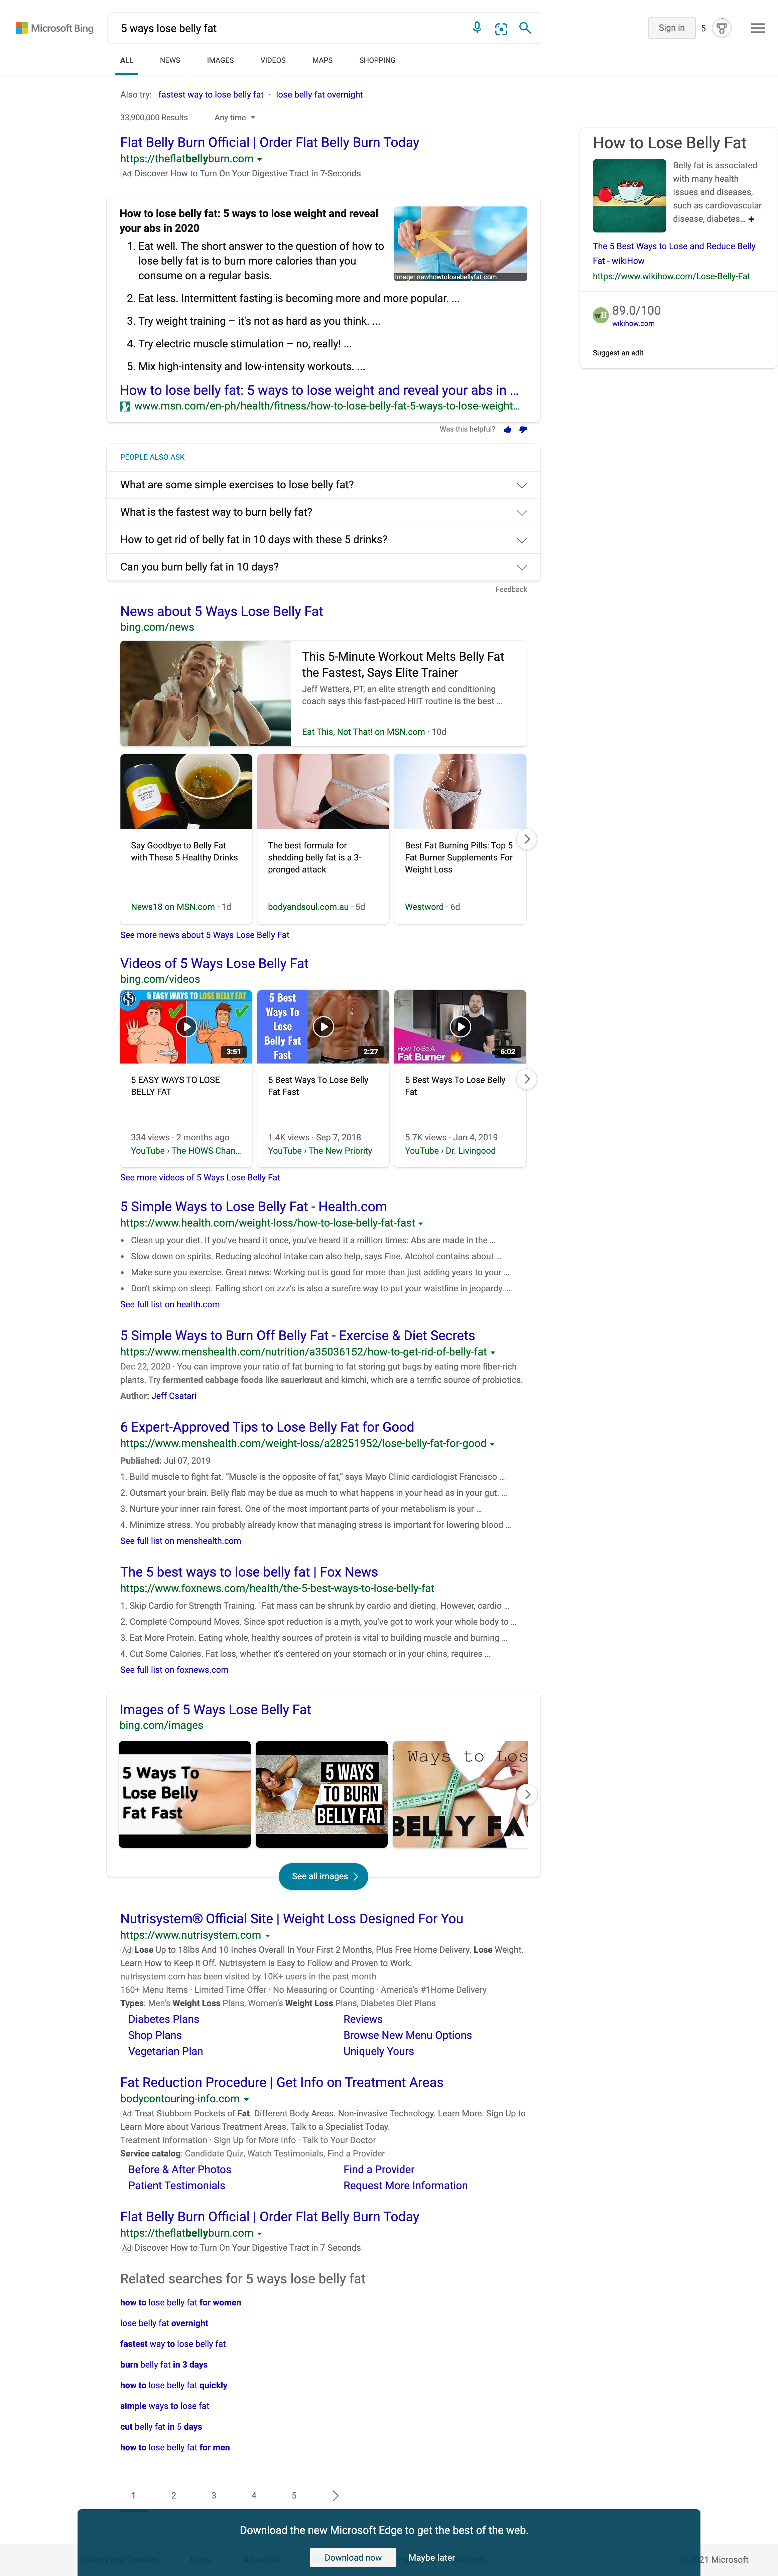 Microsoft Bing
5 ways lose belly fat
Sign in
5
ALL
NEWS
IMAGES
VIDEOS
MAPS
SHOPPING
Also try: fastest way to lose belly fat · lose belly fat overnight
33,900,000 Results
Any time
Flat Belly Burn Official | Order Flat Belly Burn Today
https://theflatbellyburn.com
Ad Discover How to Turn On Your Digestive Tract in 7-Seconds
How to lose belly fat: 5 ways to lose weight and reveal
your abs in 2020
1. Eat well. The short answer to the question of how to
lose belly fat is to burn more calories than you
consume on a regular basis.
Image: newhowtolosebellyfat.com
2. Eat less. Intermittent fasting is becoming more and more popular. ...
3. Try weight training – it's not as hard as you think. ...
4. Try electric muscle stimulation – no, really! ...
5. Mix high-intensity and low-intensity workouts. ...
How to lose belly fat: 5 ways to lose weight and reveal your abs in ...
www.msn.com/en-ph/health/fitness/how-to-lose-belly-fat-5-ways-to-lose-weight...
Was this helpful?
PEOPLE ALSO ASK
What are some simple exercises to lose belly fat?
What is the fastest way to burn belly fat?
How to get rid of belly fat in 10 days with these 5 drinks?
Can you burn belly fat in 10 days?
Feedback
News about 5 Ways Lose Belly Fat
bing.com/news
This 5-Minute Workout Melts Belly Fat
the Fastest, Says Elite Trainer
Jeff Watters, PT, an elite strength and conditioning
coach says this fast-paced HIIT routine is the best ...
Eat This, Not That! on MSN.com · 10d
Say Goodbye to Belly Fat
with These 5 Healthy Drinks
News18 on MSN.com · 1d
The best formula for
shedding belly fat is a 3-
pronged attack
bodyandsoul.com.au · 5d
Best Fat Burning Pills: Top 5
Fat Burner Supplements For
Weight Loss
Westword · 6d
See more news about 5 Ways Lose Belly Fat
Videos of 5 Ways Lose Belly Fat
bing.com/videos
5 EASY WAYS TO LOSE BELLY FAT
3:51
5 EASY WAYS TO LOSE
BELLY FAT
334 views · 2 months ago
YouTube › The HOWS Chan...
5 Best
Ways To
Lose
Belly Fat
Fast
2:27
5 Best Ways To Lose Belly
Fat Fast
1.4K views · Sep 7, 2018
YouTube › The New Priority
How To Be A
Fat Burner
6:02
5 Best Ways To Lose Belly
Fat
5.7K views · Jan 4, 2019
YouTube › Dr. Livingood
See more videos of 5 Ways Lose Belly Fat
5 Simple Ways to Lose Belly Fat - Health.com
https://www.health.com/weight-loss/how-to-lose-belly-fat-fast
• Clean up your diet. If you've heard it once, you've heard it a million times: Abs are made in the ...
• Slow down on spirits. Reducing alcohol intake can also help, says Fine. Alcohol contains about ...
• Make sure you exercise. Great news: Working out is good for more than just adding years to your ...
• Don't skimp on sleep. Falling short on zzz's is also a surefire way to put your waistline in jeopardy. ...
See full list on health.com
5 Simple Ways to Burn Off Belly Fat - Exercise & Diet Secrets
https://www.menshealth.com/nutrition/a35036152/how-to-get-rid-of-belly-fat
Dec 22, 2020 · You can improve your ratio of fat burning to fat storing gut bugs by eating more fiber-rich
plants. Try fermented cabbage foods like sauerkraut and kimchi, which are a terrific source of probiotics.
Author: Jeff Csatari
6 Expert-Approved Tips to Lose Belly Fat for Good
https://www.menshealth.com/weight-loss/a28251952/lose-belly-fat-for-good
Published: Jul 07, 2019
1. Build muscle to fight fat. "Muscle is the opposite of fat," says Mayo Clinic cardiologist Francisco ...
2. Outsmart your brain. Belly flab may be due as much to what happens in your head as in your gut. ...
3. Nurture your inner rain forest. One of the most important parts of your metabolism is your ...
4. Minimize stress. You probably already know that managing stress is important for lowering blood ...
See full list on menshealth.com
The 5 best ways to lose belly fat | Fox News
https://www.foxnews.com/health/the-5-best-ways-to-lose-belly-fat
1. Skip Cardio for Strength Training. "Fat mass can be shrunk by cardio and dieting. However, cardio ...
2. Complete Compound Moves. Since spot reduction is a myth, you've got to work your whole body to ...
3. Eat More Protein. Eating whole, healthy sources of protein is vital to building muscle and burning ...
4. Cut Some Calories. Fat loss, whether it's centered on your stomach or in your chins, requires ...
See full list on foxnews.com
Images of 5 Ways Lose Belly Fat
bing.com/images
5 Ways To
Lose Belly
Fat Fast
5 WAYS
TO BURN
BELLY FAT
Ways to Los
BELLY FA
See all images
Nutrisystem® Official Site | Weight Loss Designed For You
https://www.nutrisystem.com
Ad Lose Up to 18lbs And 10 Inches Overall In Your First 2 Months, Plus Free Home Delivery. Lose Weight.
Learn How to Keep it Off. Nutrisystem is Easy to Follow and Proven to Work.
nutrisystem.com has been visited by 10K+ users in the past month
160+ Menu Items · Limited Time Offer · No Measuring or Counting · America's #1Home Delivery
Types: Men's Weight Loss Plans, Women's Weight Loss Plans, Diabetes Diet Plans
Diabetes Plans
Reviews
Shop Plans
Browse New Menu Options
Vegetarian Plan
Uniquely Yours
Fat Reduction Procedure | Get Info on Treatment Areas
bodycontouring-info.com
Ad Treat Stubborn Pockets of Fat. Different Body Areas. Non-invasive Technology. Learn More. Sign Up to
Learn More about Various Treatment Areas. Talk to a Specialist Today.
Treatment Information · Sign Up for More Info · Talk to Your Doctor
Service catalog: Candidate Quiz, Watch Testimonials, Find a Provider
Before & After Photos
Find a Provider
Patient Testimonials
Request More Information
Flat Belly Burn Official | Order Flat Belly Burn Today
https://theflatbellyburn.com
Ad Discover How to Turn On Your Digestive Tract in 7-Seconds
Related searches for 5 ways lose belly fat
how to lose belly fat for women
lose belly fat overnight
fastest way to lose belly fat
burn belly fat in 3 days
how to lose belly fat quickly
simple ways to lose fat
cut belly fat in 5 days
how to lose belly fat for men
1
2
3
4
5
How to Lose Belly Fat
Belly fat is associated
with many health
issues and diseases,
such as cardiovascular
disease, diabetes... +
The 5 Best Ways to Lose and Reduce Belly
Fat - wikiHow
https://www.wikihow.com/Lose-Belly-Fat
wH
89.0/100
wikihow.com
Suggest an edit
Download the new Microsoft Edge to get the best of the web.
Download now
Maybe later
21 Microsoft